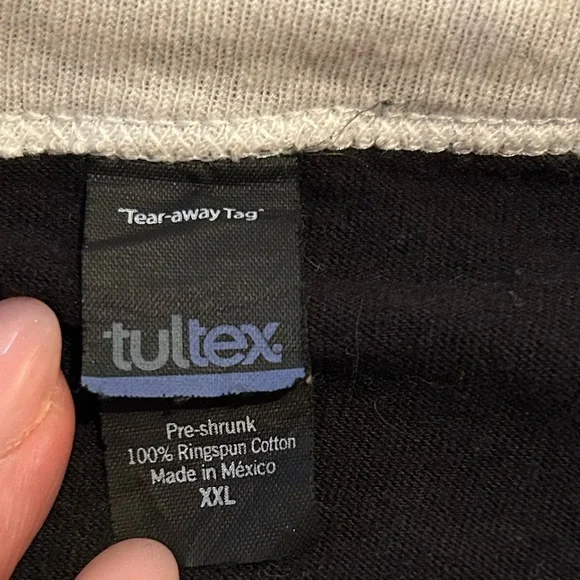 "Tear-away Tag"
tultex.
Pre-shrunk
100% Ringspun Cotton
Made in México
XXL